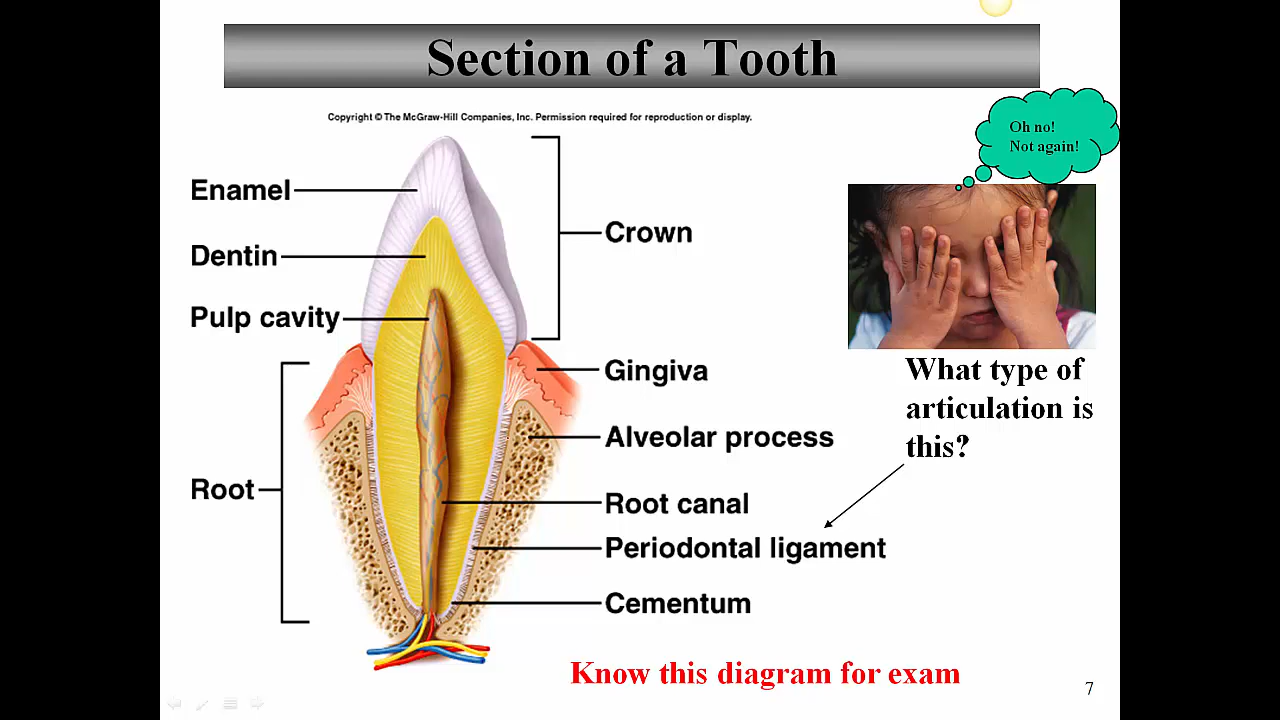 Section of a Tooth
Copyright © The McGraw-Hill Companies, Inc. Permission required for reproduction or display.
Oh no!
Not again!
Enamel
Dentin
Pulp cavity
Root
Crown
Gingiva
Alveolar process
Root canal
Periodontal ligament
Cementum
What type of
articulation is
this?
Know this diagram for exam
7